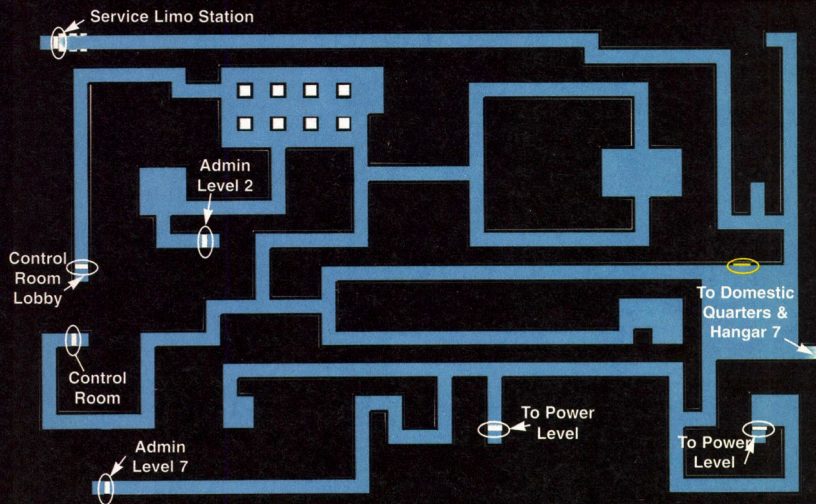 Service Limo Station
Admin
Level 2
Control
Room
Lobby
To Domestic
Quarters &
Hangar 7
Control
Room
To Power
Level
To Power
Level
Admin
Level 7